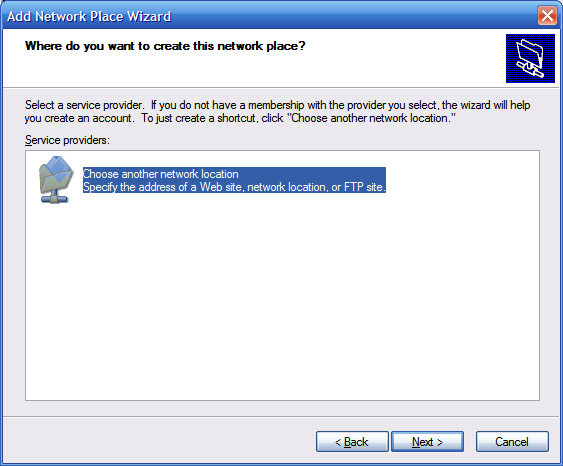 Add Network Place Wizard
Where do you want to create this network place?
Select a service provider.  If you do not have a membership with the provider you select, the wizard will help
you create an account.  To just create a shortcut, click "Choose another network location."
Service providers:
Choose another network location
Specify the address of a Web site, network location, or FTP site.
< Back
Next >
Cancel